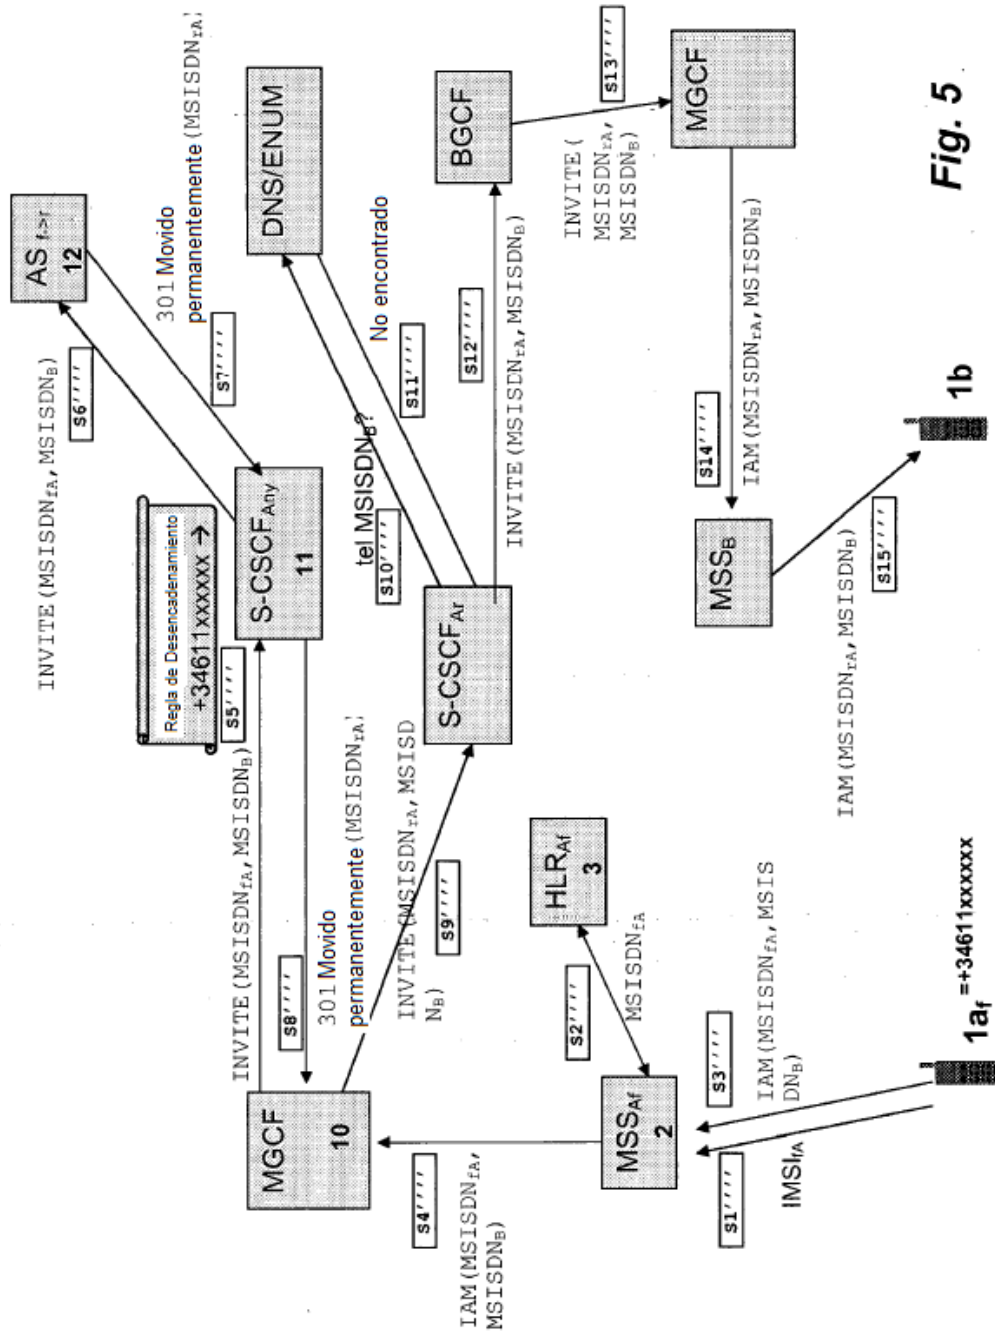 AS f->r
12
INVITE (MSISDNfA, MSISDNB)
S6''''
S7''''
301 Movido
permanentemente (MSISDNrA)
Regla de Desencadenamiento
+34611xxxxxx →
S-CSCFAny
11
DNS/ENUM
MGCF
10
INVITE (MSISDNfA, MSISDNB)
S5''''
S8''''
301 Movido
permanentemente (MSISDNrA)
tel MSISDNB?
S10''''
S11''''
No encontrado
INVITE (MSISDNrA, MSISD
NB)
S9''''
S-CSCFAr
S12''''
INVITE (MSISDNrA, MSISDNB)
BGCF
S4''''
IAM (MSISDNfA,
MSISDNB)
S13''''
INVITE (
MSISDNrA,
MSISDNB)
MSSAf
2
S2''''
MSISDNfA
HLRAf
3
MGCF
S14''''
IAM (MSISDNrA, MSISDNB)
MSSB
S1''''
IMSIfA
S3''''
IAM (MSISDNfA, MSIS
DNB)
S15''''
IAM (MSISDNrA, MSISDNB)
1af =+34611xxxxxx
1b
Fig. 5